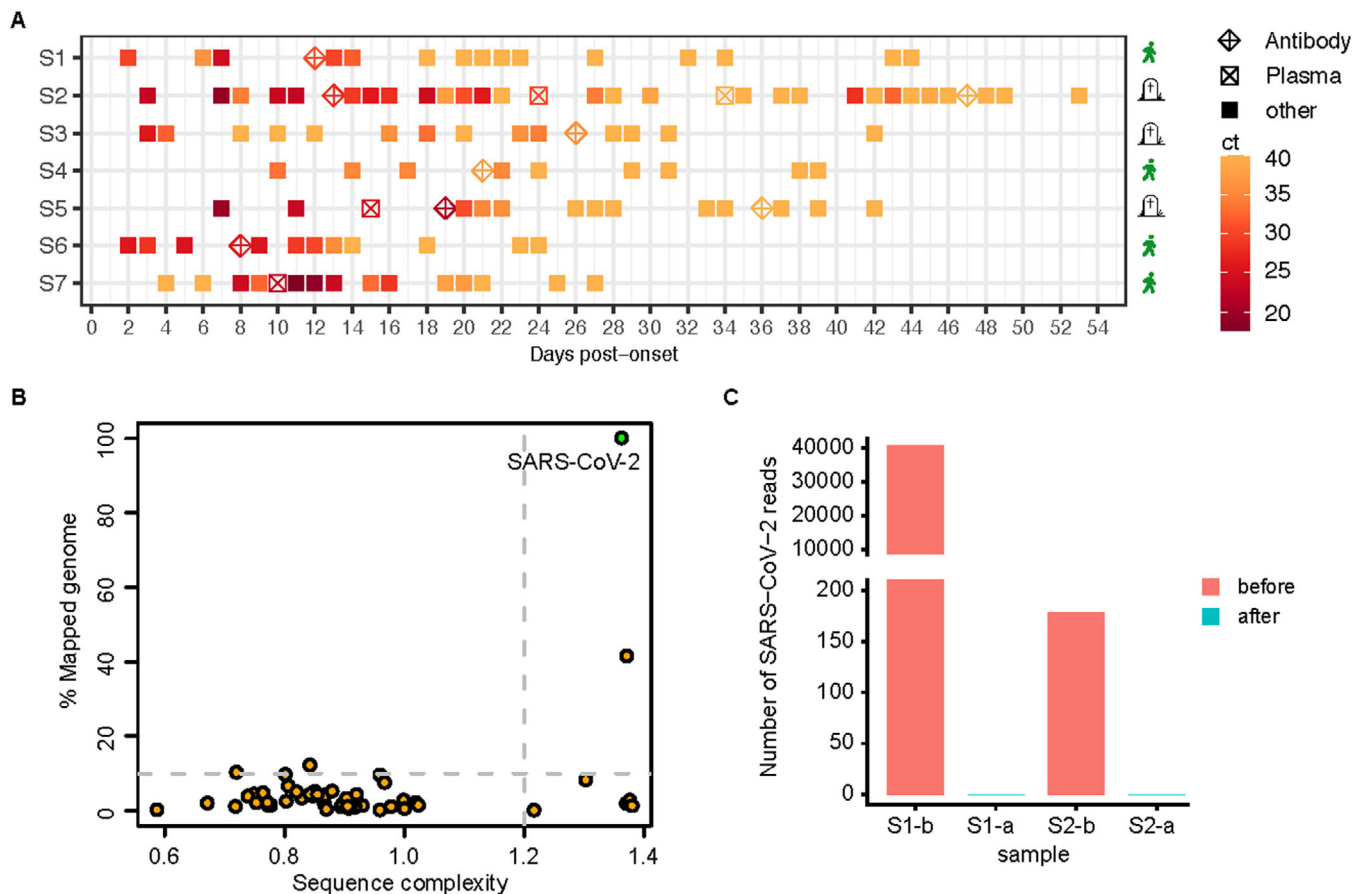 A
S1
S2
S3
S4
S5
S6
S7
0 2 4 6 8 10 12 14 16 18 20 22 24 26 28 30 32 34 36 38 40 42 44 46 48 50 52 54
Days post–onset
Antibody
Plasma
other
ct
40
35
30
25
20
B
100
80
60
40
20
0
% Mapped genome
SARS-CoV-2
0.6 0.8 1.0 1.2 1.4
Sequence complexity
C
40000
30000
20000
10000
200
150
100
50
0
Number of SARS–CoV–2 reads
S1-b S1-a S2-b S2-a
sample
before
after